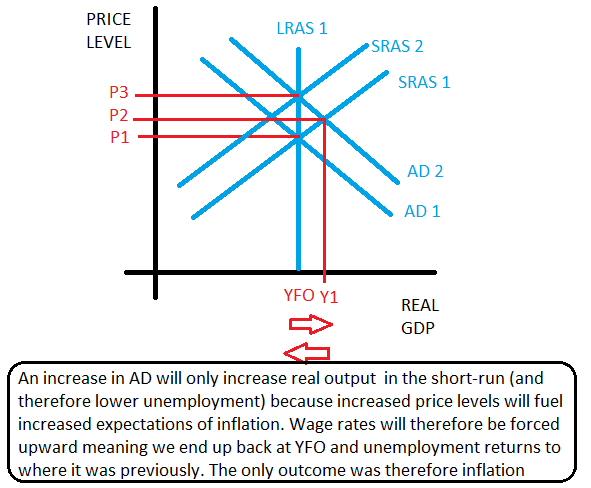 PRICE
LEVEL
LRAS 1
SRAS 2
SRAS 1
P3
P2
P1
AD 2
AD 1
YFO Y1
REAL
GDP
An increase in AD will only increase real output in the short-run (and
therefore lower unemployment) because increased price levels will fuel
increased expectations of inflation. Wage rates will therefore be forced
upward meaning we end up back at YFO and unemployment returns to
where it was previously. The only outcome was therefore inflation